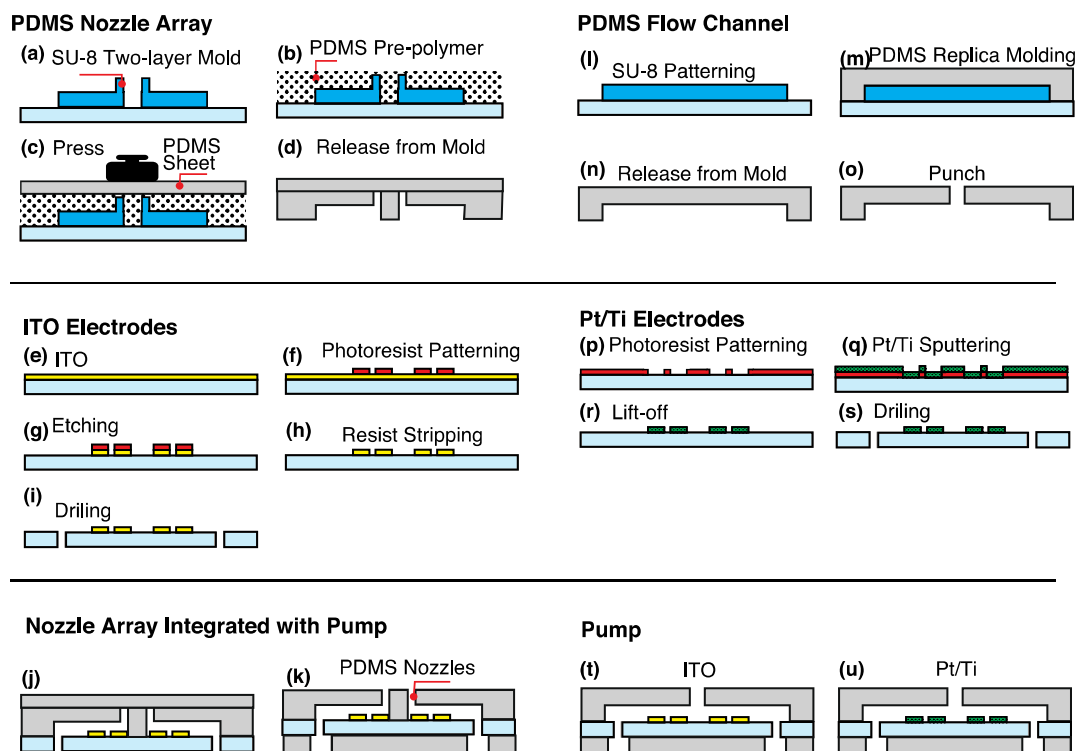 PDMS Nozzle Array
(a) SU-8 Two-layer Mold
(b) PDMS Pre-polymer
(c) Press
PDMS
Sheet
(d) Release from Mold
PDMS Flow Channel
(l)
SU-8 Patterning
(m) PDMS Replica Molding
(n) Release from Mold
(o) Punch
ITO Electrodes
(e) ITO
(f) Photoresist Patterning
(g) Etching
(h) Resist Stripping
(i)
Driling
Pt/Ti Electrodes
(p) Photoresist Patterning
(q) Pt/Ti Sputtering
(r) Lift-off
(s) Driling
Nozzle Array Integrated with Pump
(j)
(k) PDMS Nozzles
Pump
(t) ITO
(u) Pt/Ti